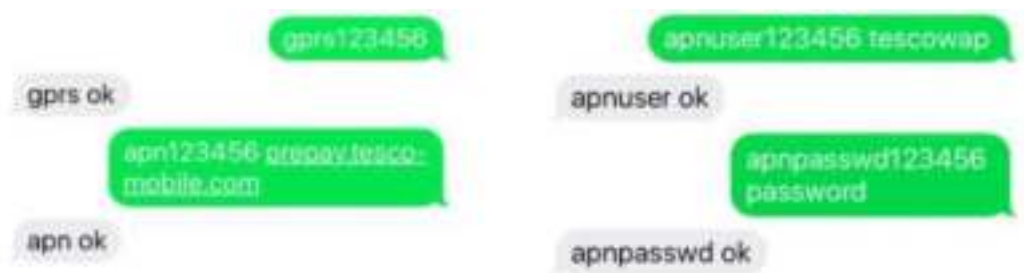 gprs123456
gprs ok
apn123456 prepay.tesco-
mobile.com
apn ok
apnuser123456 tescowap
apnuser ok
apnpasswd123456
password
apnpasswd ok